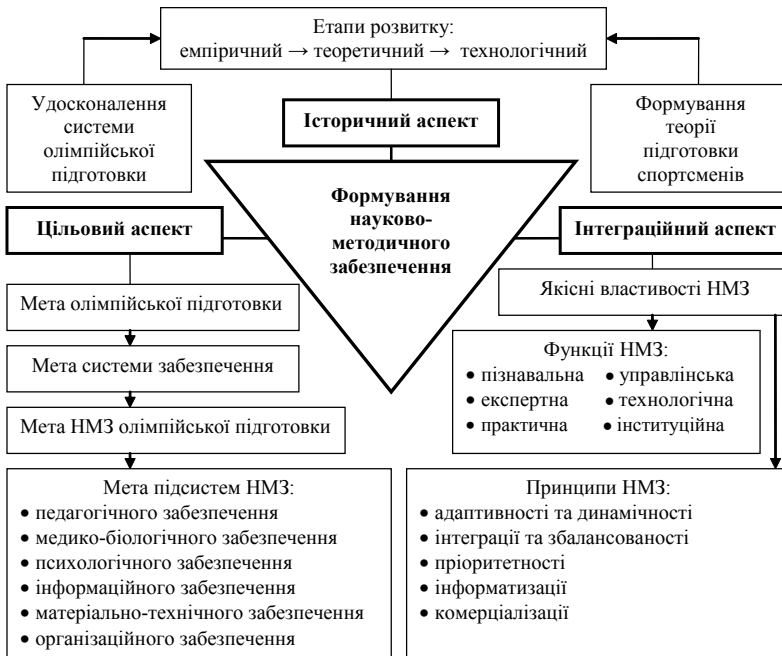 Етапи розвитку:
емпіричний → теоретичний → технологічний
Удосконалення
системи
олімпійської
підготовки
Історичний аспект
Формування
теорії
підготовки
спортсменів
Формування
науково-
методичного
забезпечення
Цільовий аспект
Інтеграційний аспект
Мета олімпійської підготовки
Мета системи забезпечення
Мета НМЗ олімпійської підготовки
Мета підсистем НМЗ:
• педагогічного забезпечення
• медико-біологічного забезпечення
• психологічного забезпечення
• інформаційного забезпечення
• матеріально-технічного забезпечення
• організаційного забезпечення
Якісні властивості НМЗ
Функції НМЗ:
• пізнавальна • управлінська
• експертна • технологічна
• практична • інституційна
Принципи НМЗ:
• адаптивності та динамічності
• інтеграції та збалансованості
• пріоритетності
• інформатизації
• комерціалізації